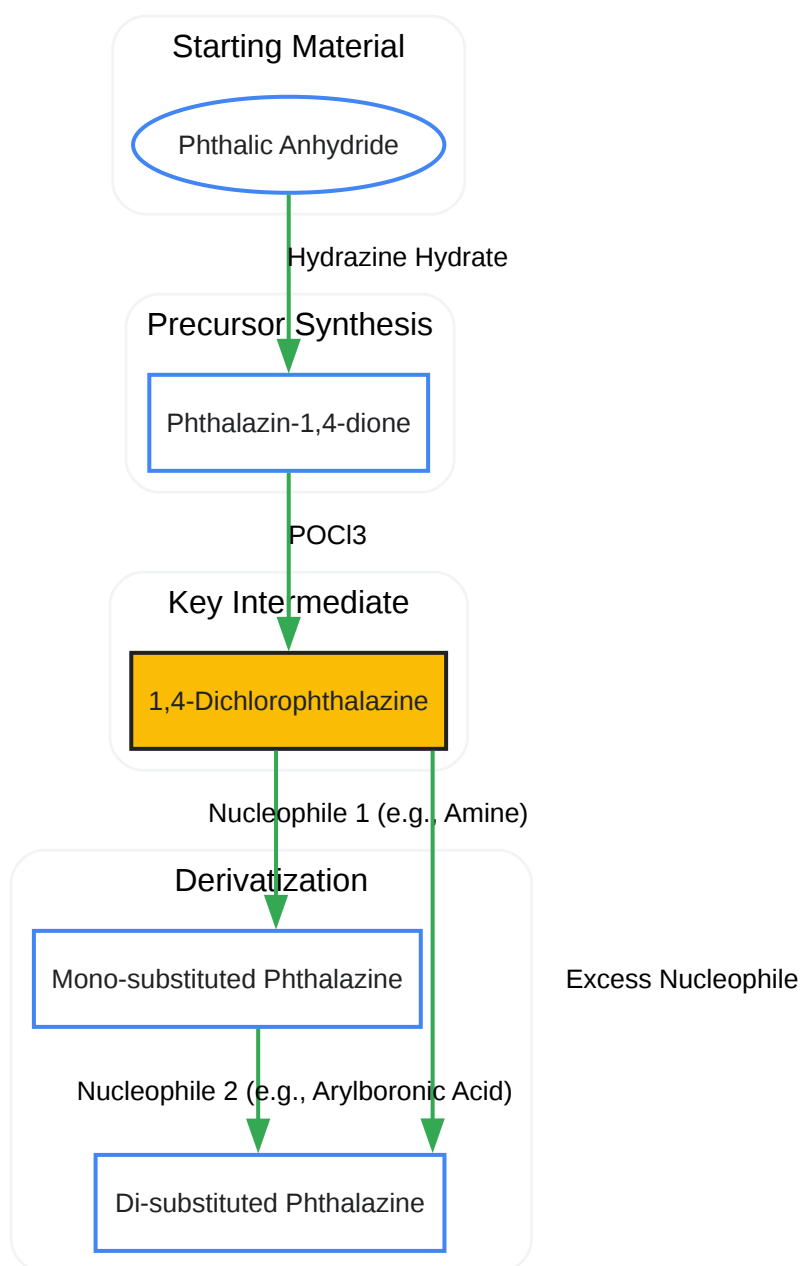 Starting Material
Phthalic Anhydride
Hydrazine Hydrate
Precursor Synthesis
Phthalazin-1,4-dione
POCl3
Key Intermediate
1,4-Dichlorophthalazine
Nucleophile 1 (e.g., Amine)
Derivatization
Mono-substituted Phthalazine
Excess Nucleophile
Nucleophile 2 (e.g., Arylboronic Acid)
Di-substituted Phthalazine